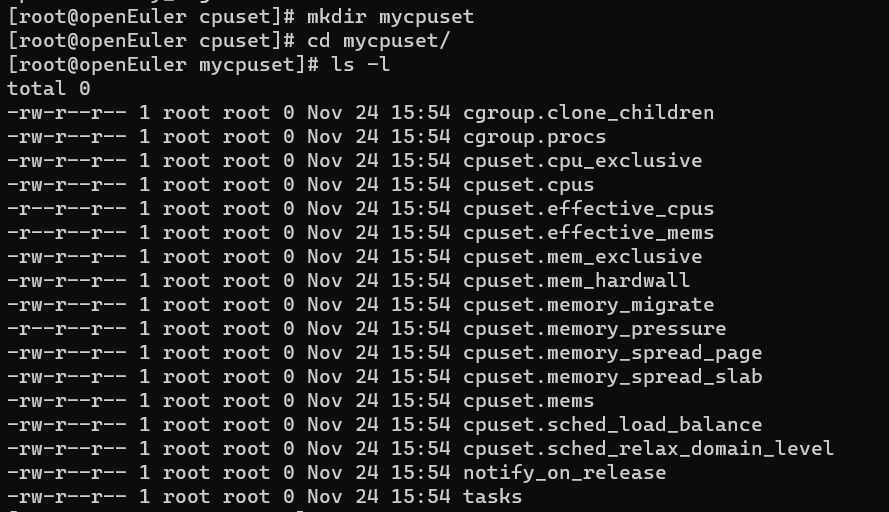 [root@openEuler cpuset]# mkdir mycpuset
[root@openEuler cpuset]# cd mycpuset/
[root@openEuler mycpuset]# ls -l
total 0
-rw-r--r-- 1 root root 0 Nov 24 15:54 cgroup.clone_children
-rw-r--r-- 1 root root 0 Nov 24 15:54 cgroup.procs
-rw-r--r-- 1 root root 0 Nov 24 15:54 cpuset.cpu_exclusive
-rw-r--r-- 1 root root 0 Nov 24 15:54 cpuset.cpus
-r--r--r-- 1 root root 0 Nov 24 15:54 cpuset.effective_cpus
-r--r--r-- 1 root root 0 Nov 24 15:54 cpuset.effective_mems
-rw-r--r-- 1 root root 0 Nov 24 15:54 cpuset.mem_exclusive
-rw-r--r-- 1 root root 0 Nov 24 15:54 cpuset.mem_hardwall
-rw-r--r-- 1 root root 0 Nov 24 15:54 cpuset.memory_migrate
-r--r--r-- 1 root root 0 Nov 24 15:54 cpuset.memory_pressure
-rw-r--r-- 1 root root 0 Nov 24 15:54 cpuset.memory_spread_page
-rw-r--r-- 1 root root 0 Nov 24 15:54 cpuset.memory_spread_slab
-rw-r--r-- 1 root root 0 Nov 24 15:54 cpuset.mems
-rw-r--r-- 1 root root 0 Nov 24 15:54 cpuset.sched_load_balance
-rw-r--r-- 1 root root 0 Nov 24 15:54 cpuset.sched_relax_domain_level
-rw-r--r-- 1 root root 0 Nov 24 15:54 notify_on_release
-rw-r--r-- 1 root root 0 Nov 24 15:54 tasks